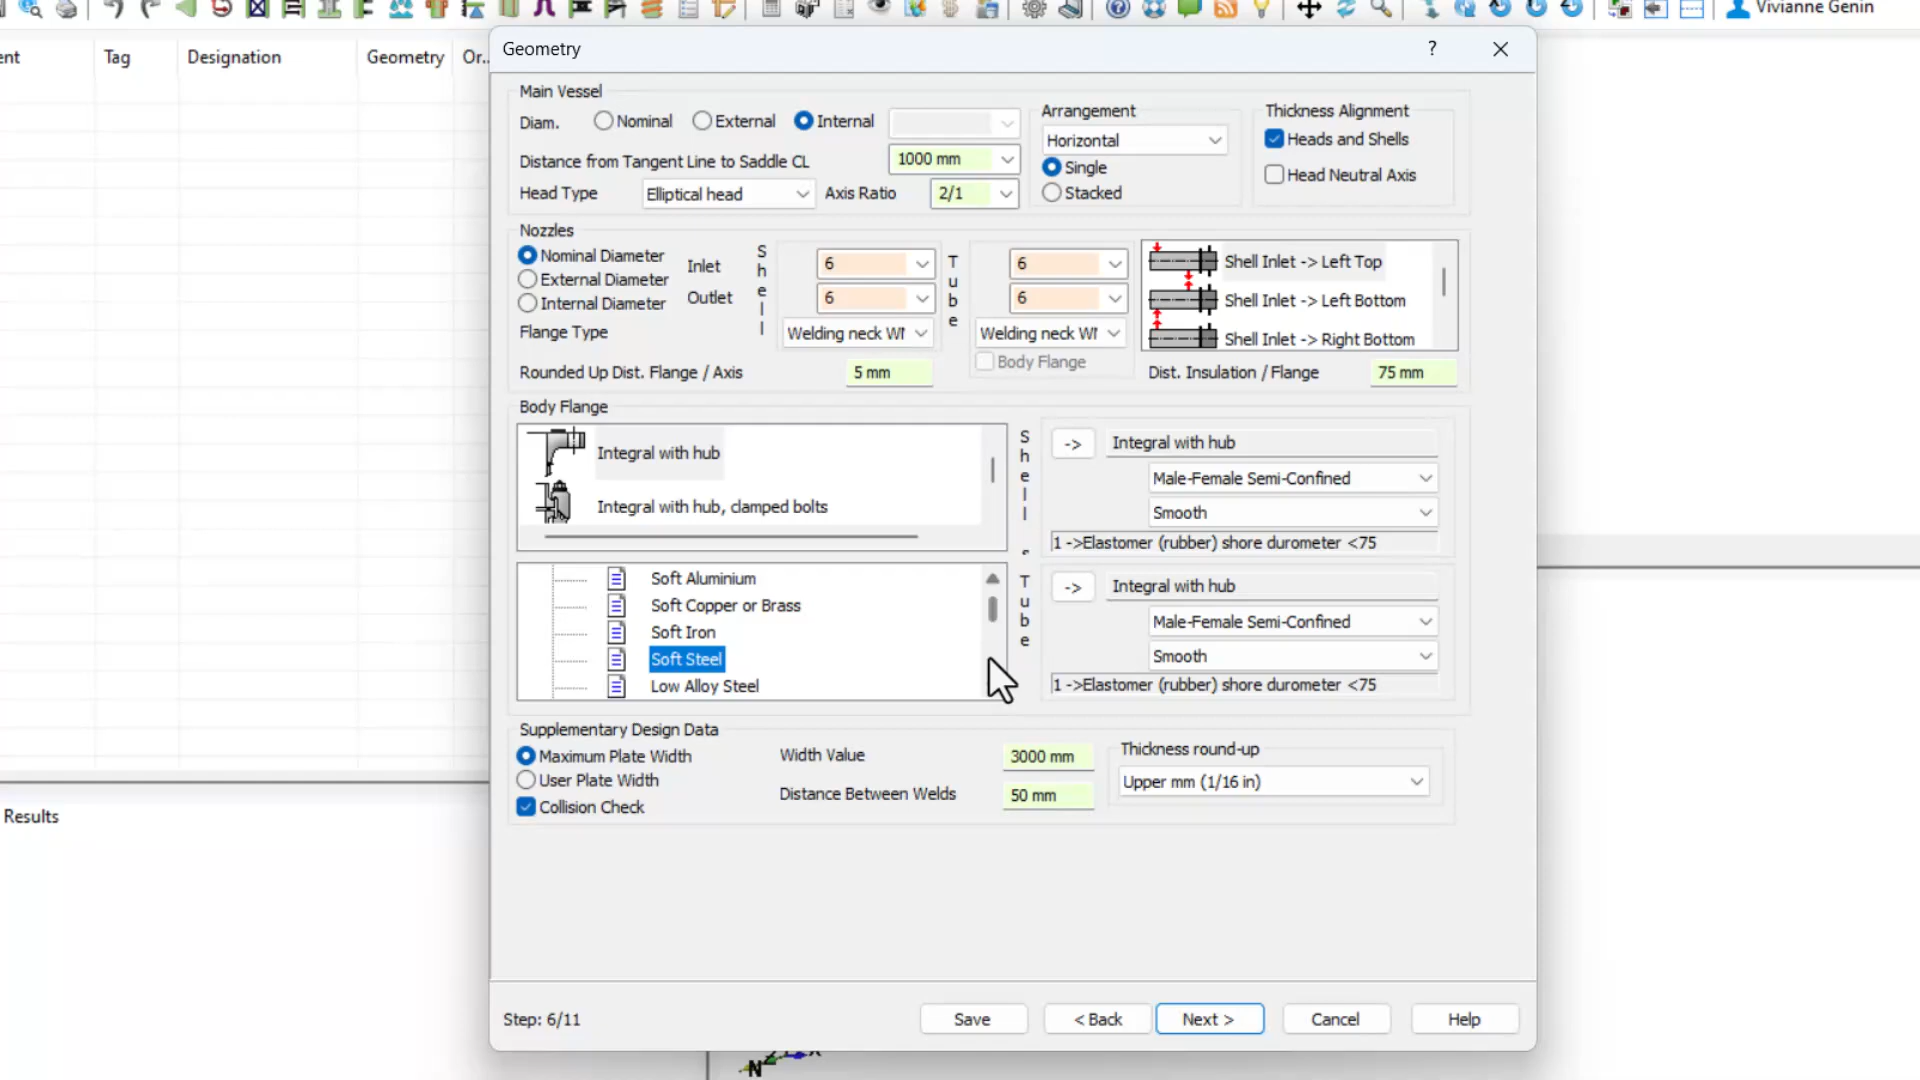 Vivianne Genin
ent
Tag
Designation
Geometry
Or...
Geometry
?
Main Vessel
Diam.
Nominal
External
Internal
Distance from Tangent Line to Saddle CL
1000 mm
Head Type
Elliptical head
Axis Ratio
2/1
Arrangement
Horizontal
Single
Stacked
Thickness Alignment
Heads and Shells
Head Neutral Axis
Nozzles
Nominal Diameter
External Diameter
Internal Diameter
Inlet
Outlet
Shell
6
6
Tube
6
6
Flange Type
Welding neck WN
Welding neck WN
Body Flange
Rounded Up Dist. Flange / Axis
5 mm
Shell Inlet -> Left Top
Shell Inlet -> Left Bottom
Shell Inlet -> Right Bottom
Dist. Insulation / Flange
75 mm
Body Flange
Integral with hub
Integral with hub, clamped bolts
Shell
->
Integral with hub
Male-Female Semi-Confined
Smooth
1 ->Elastomer (rubber) shore durometer <75
Soft Aluminium
Soft Copper or Brass
Soft Iron
Soft Steel
Low Alloy Steel
Tube
->
Integral with hub
Male-Female Semi-Confined
Smooth
1 ->Elastomer (rubber) shore durometer <75
Supplementary Design Data
Maximum Plate Width
User Plate Width
Collision Check
Width Value
3000 mm
Distance Between Welds
50 mm
Thickness round-up
Upper mm (1/16 in)
Results
Step: 6/11
Save
< Back
Next >
Cancel
Help
N